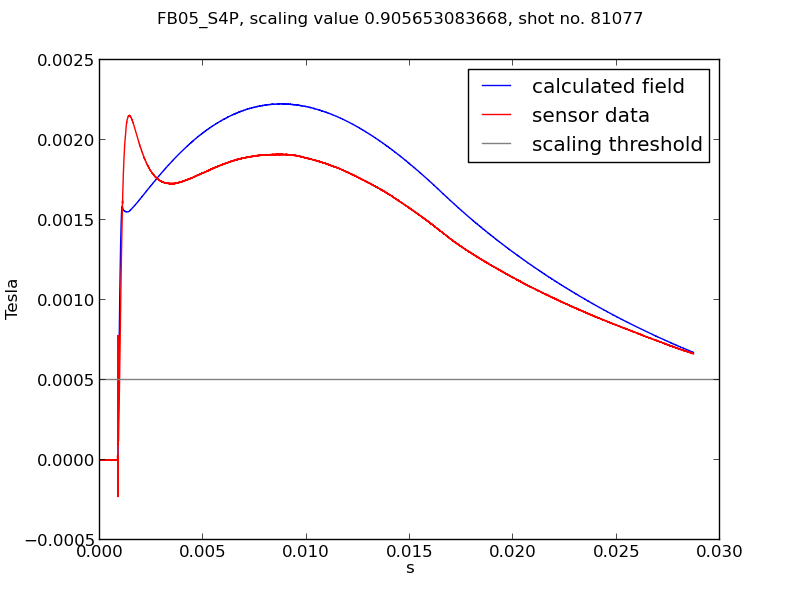 FB05_S4P, scaling value 0.905653083668, shot no. 81077
calculated field
sensor data
scaling threshold
Tesla
0.0025
0.0020
0.0015
0.0010
0.0005
0.0000
−0.0005
0.000 0.005 0.010 0.015 0.020 0.025 0.030
s